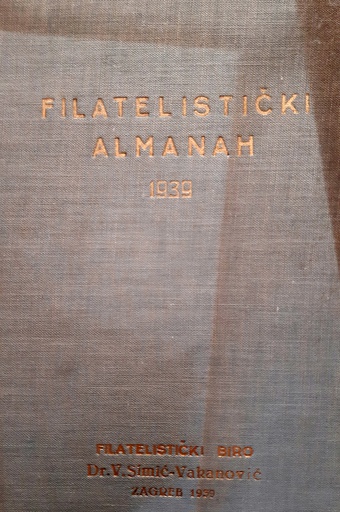 FILATELISTIČKI
ALMANAH
1939
FILATELISTIČKI BIRO
Dr. V. Simić-Vakanović
ZAGREB 1939